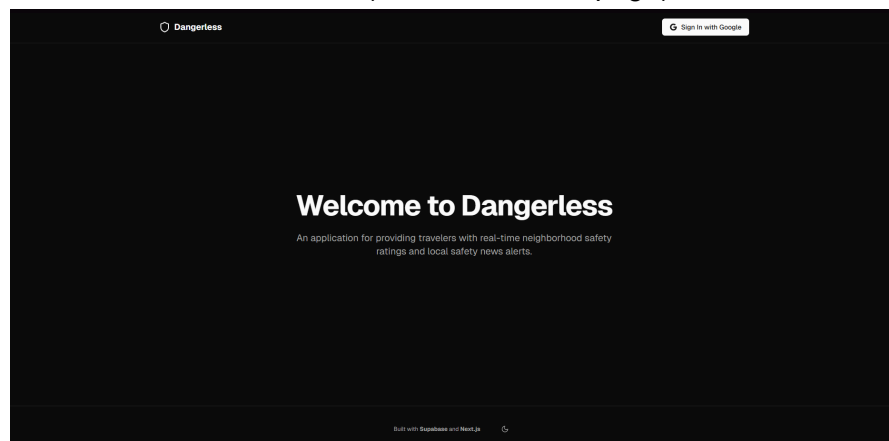 Dangerless
Sign In with Google
Welcome to Dangerless
An application for providing travelers with real-time neighborhood safety
ratings and local safety news alerts.
Built with Supabase and Next.js